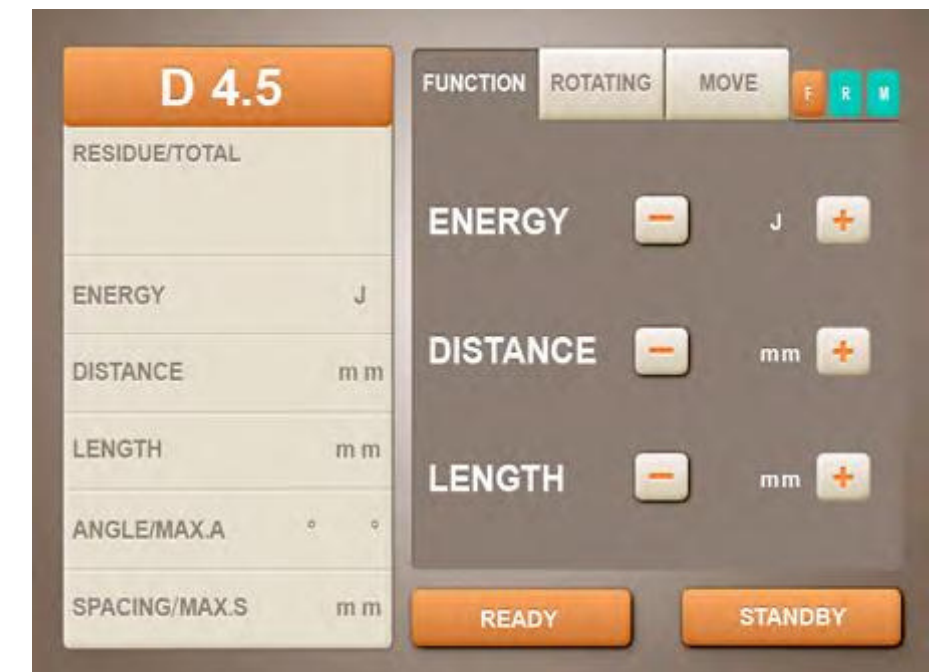 D 4.5
RESIDUE/TOTAL
ENERGY J
DISTANCE mm
LENGTH mm
ANGLE/MAX.A ° °
SPACING/MAX.S mm
FUNCTION ROTATING MOVE F R M
ENERGY − J +
DISTANCE − mm +
LENGTH − mm +
READY STANDBY